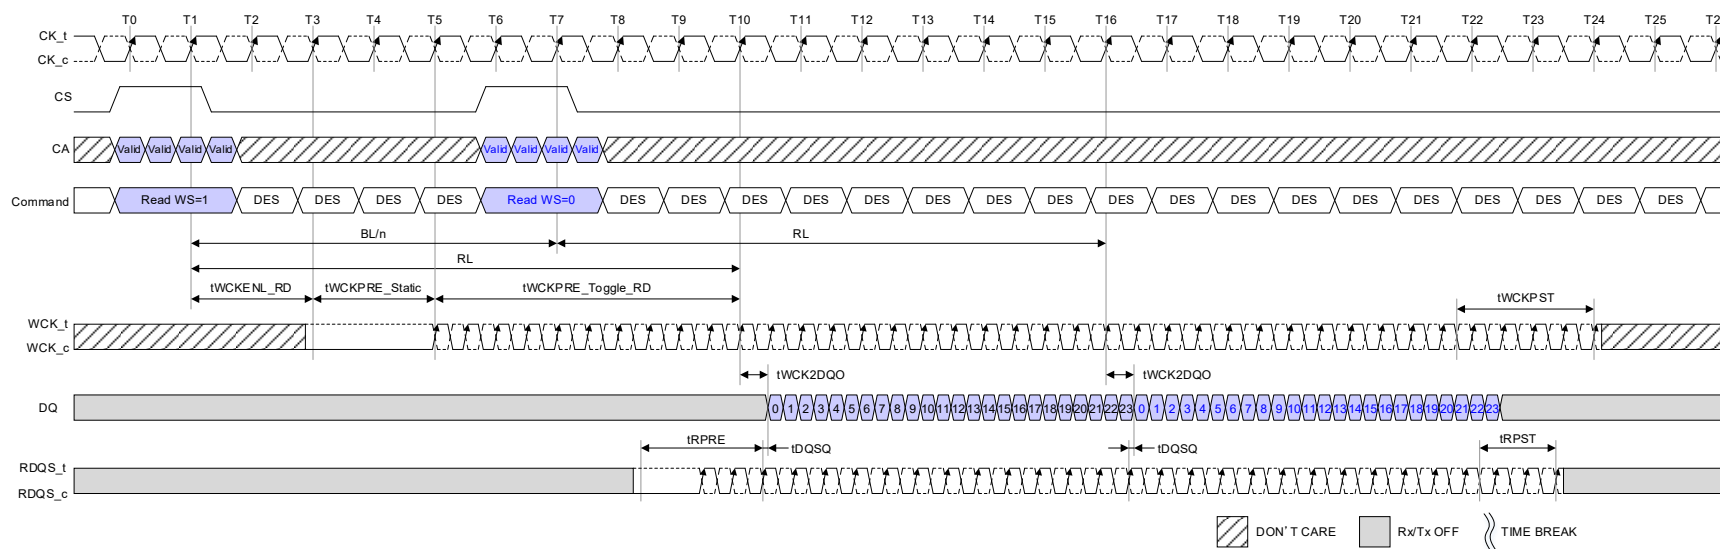 T0 T1 T2 T3 T4 T5 T6 T7 T8 T9 T10 T11 T12 T13 T14 T15 T16 T17 T18 T19 T20 T21 T22 T23 T24 T25 T2
CK_t
CK_c
CS
CA Valid Valid Valid Valid Valid Valid Valid Valid
Command Read WS=1 DES DES DES DES Read WS=0 DES DES DES DES DES DES DES DES DES DES DES DES DES DES DES DES DES DES
BL/n RL
RL
tWCKENL_RD tWCKPRE_Static tWCKPRE_Toggle_RD tWCKPST
WCK_t
WCK_c
tWCK2DQO tWCK2DQO
DQ 0 1 2 3 4 5 6 7 8 9 10 11 12 13 14 15 16 17 18 19 20 21 22 23 0 1 2 3 4 5 6 7 8 9 10 11 12 13 14 15 16 17 18 19 20 21 22 23
tRPRE tDQSQ tDQSQ tRPST
RDQS_t
RDQS_c
DON'T CARE Rx/Tx OFF TIME BREAK